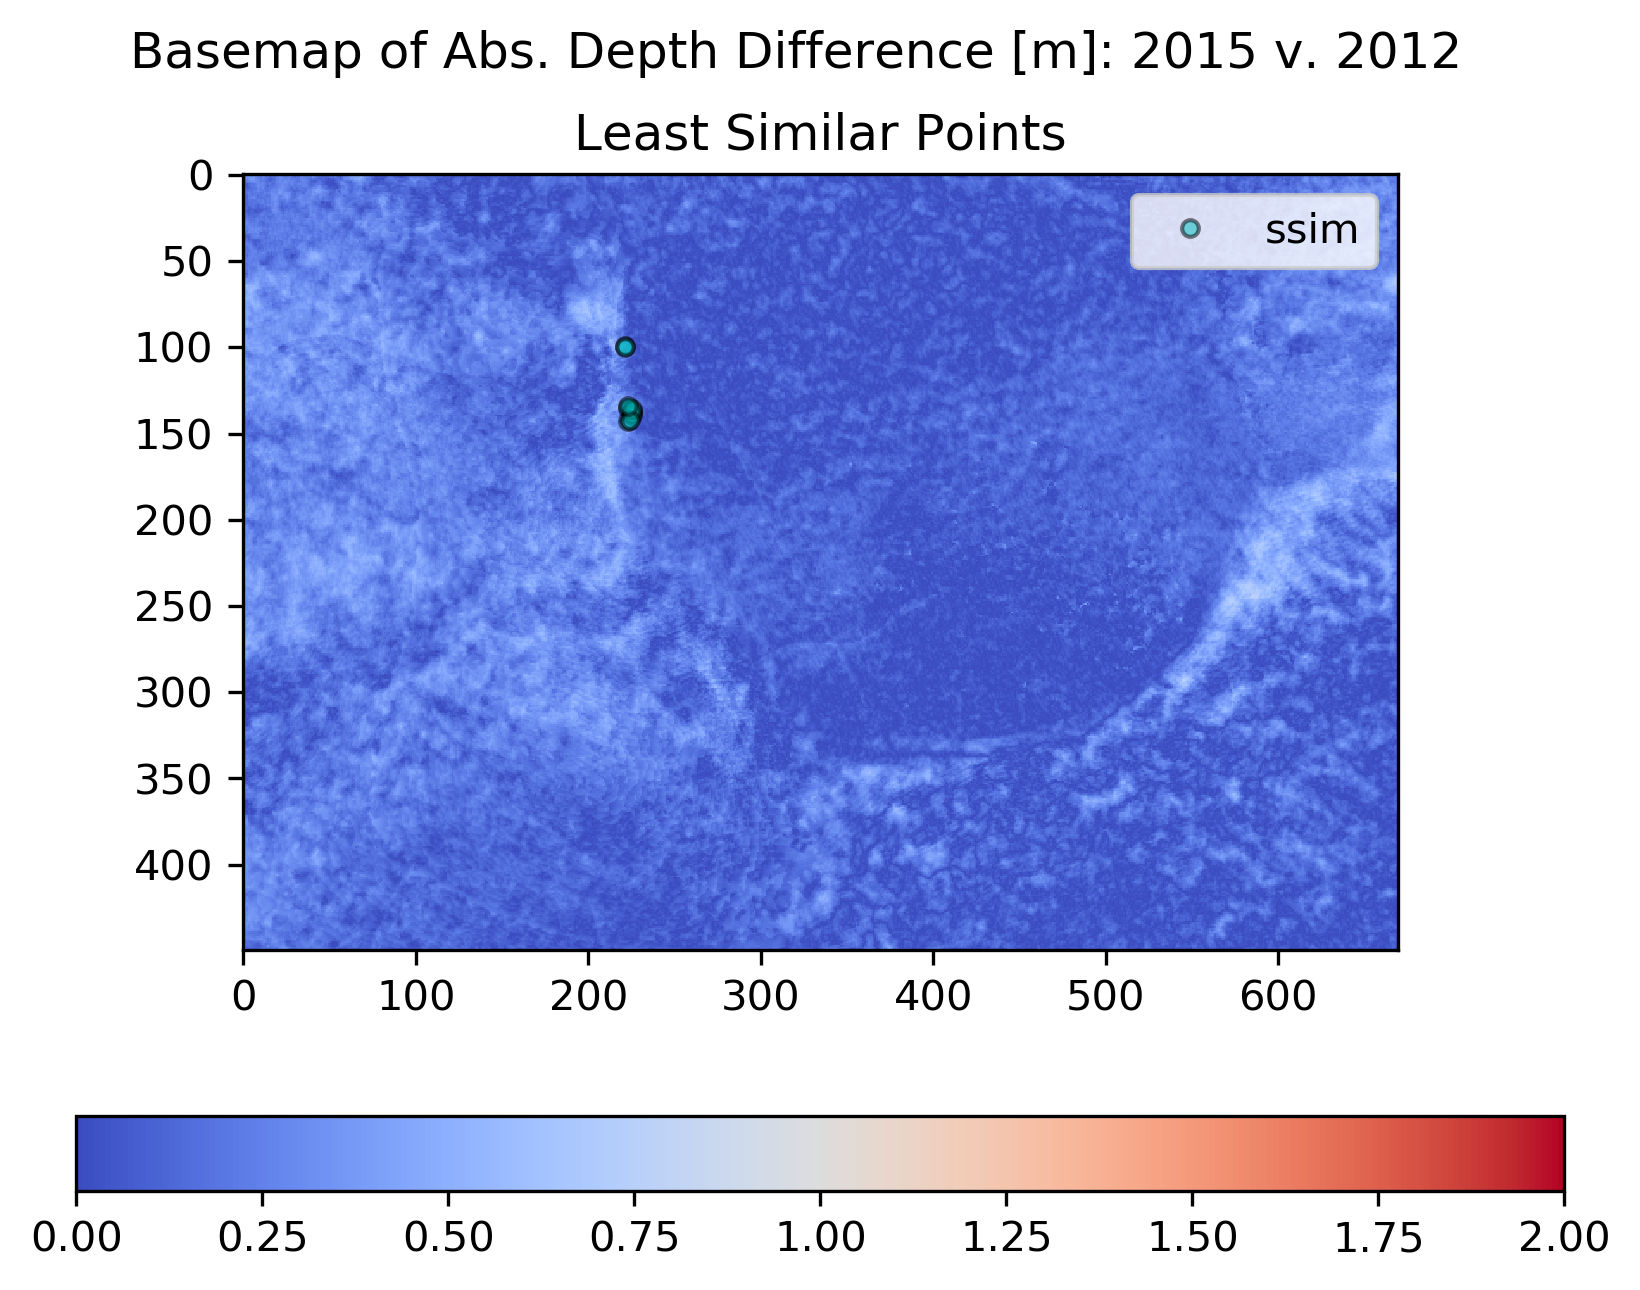 Basemap of Abs. Depth Difference [m]: 2015 v. 2012
Least Similar Points
ssim
0
50
100
150
200
250
300
350
400
0 100 200 300 400 500 600
0.00 0.25 0.50 0.75 1.00 1.25 1.50 1.75 2.00